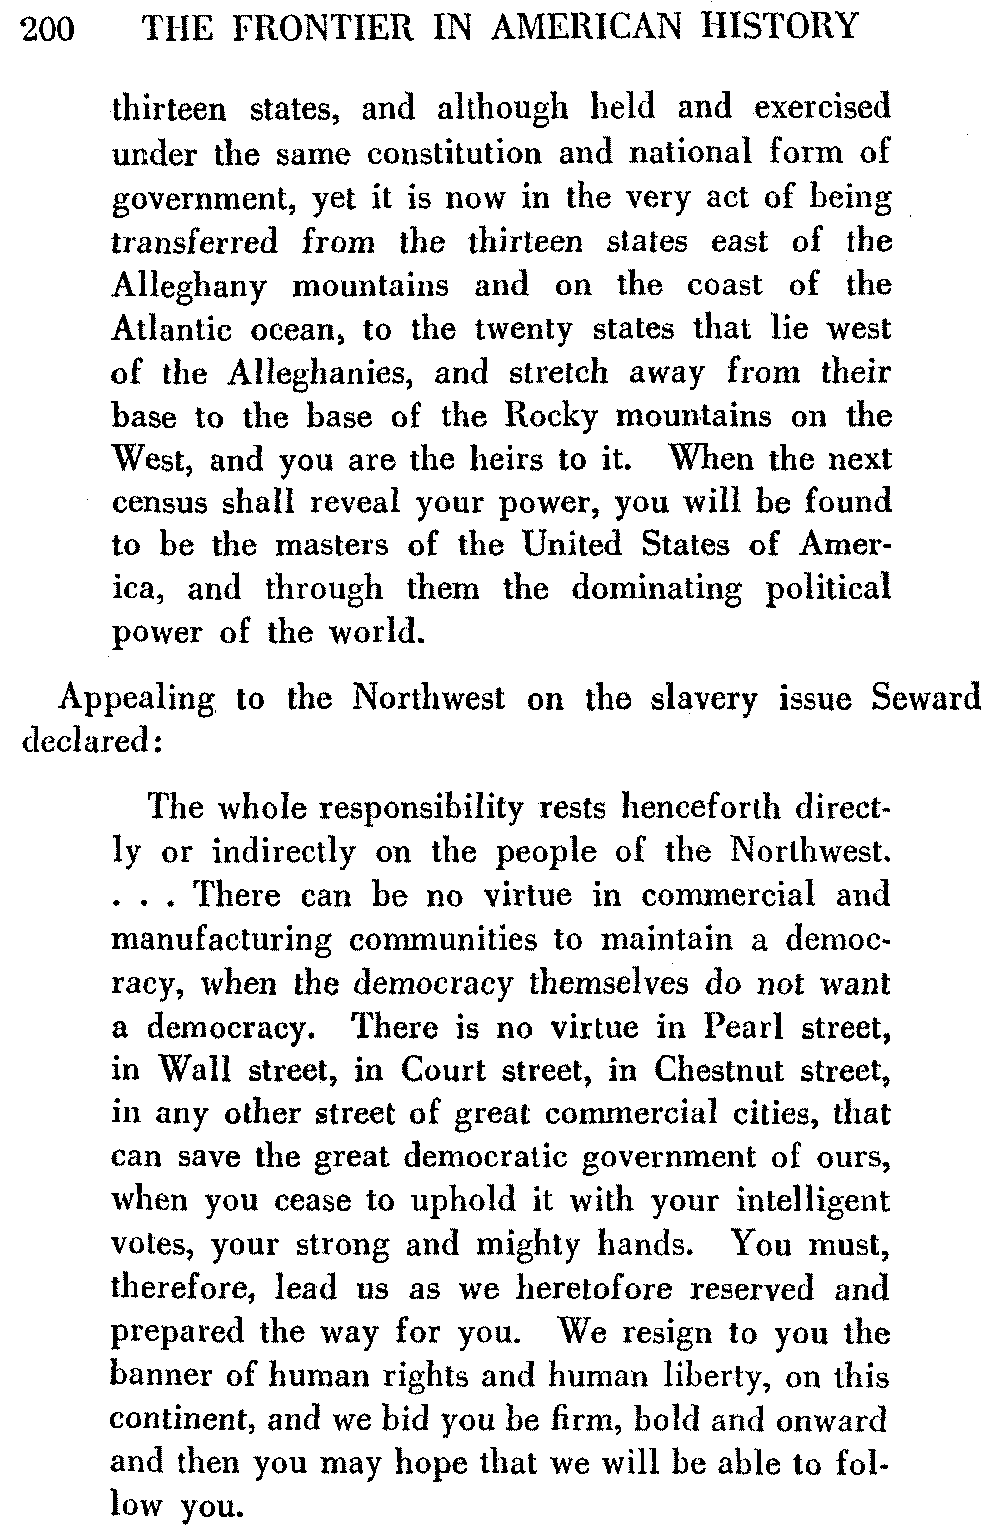 200 THE FRONTIER IN AMERICAN HISTORY
thirteen states, and although held and exercised
under the same constitution and national form of
government, yet it is now in the very act of being
transferred from the thirteen states east of the
Alleghany mountains and on the coast of the
Atlantic ocean, to the twenty states that lie west
of the Alleghanies, and stretch away from their
base to the base of the Rocky mountains on the
West, and you are the heirs to it. When the next
census shall reveal your power, you will be found
to be the masters of the United States of Amer-
ica, and through them the dominating political
power of the world.
Appealing to the Northwest on the slavery issue Seward
declared:
The whole responsibility rests henceforth direct-
ly or indirectly on the people of the Northwest.
. . . There can be no virtue in commercial and
manufacturing communities to maintain a democ-
racy, when the democracy themselves do not want
a democracy. There is no virtue in Pearl street,
in Wall street, in Court street, in Chestnut street,
in any other street of great commercial cities, that
can save the great democratic government of ours,
when you cease to uphold it with your intelligent
votes, your strong and mighty hands. You must,
therefore, lead us as we heretofore reserved and
prepared the way for you. We resign to you the
banner of human rights and human liberty, on this
continent, and we bid you be firm, bold and onward
and then you may hope that we will be able to fol-
low you.